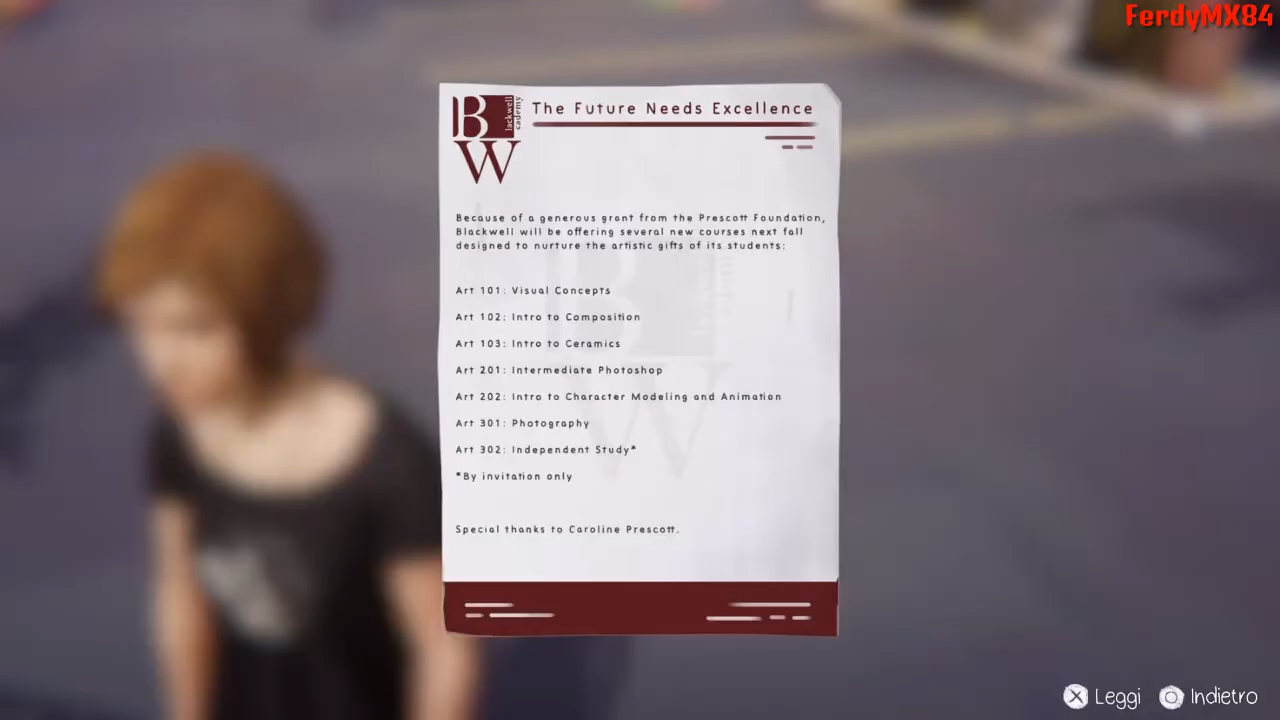 FerdyMX84
The Future Needs Excellence
B lackwell cademy
W
Because of a generous grant from the Prescott Foundation,
Blackwell will be offering several new courses next fall
designed to nurture the artistic gifts of its students:
Art 101: Visual Concepts
Art 102: Intro to Composition
Art 103: Intro to Ceramics
Art 201: Intermediate Photoshop
Art 202: Intro to Character Modeling and Animation
Art 301: Photography
Art 302: Independent Study*
*By invitation only
Special thanks to Caroline Prescott.
Leggi Indietro